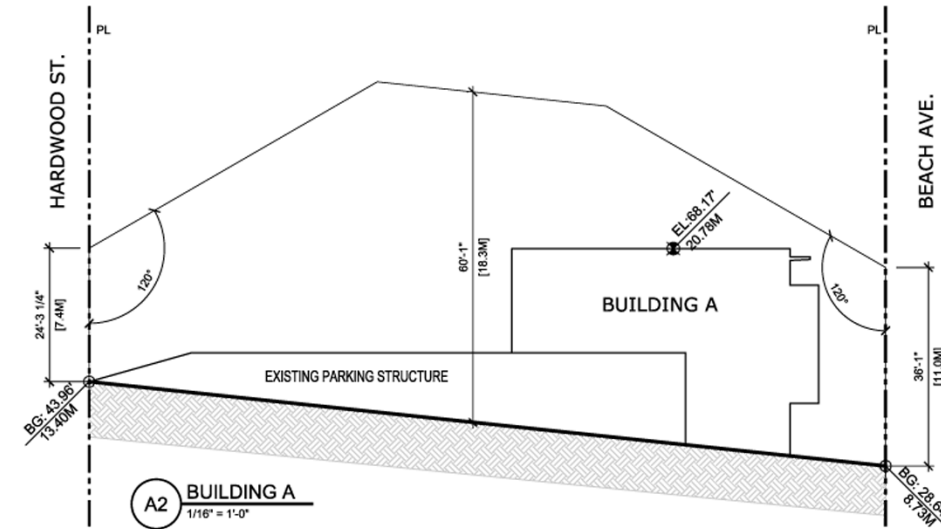 PL
PL
HARDWOOD ST.
BEACH AVE.
EL:68.17'
20.78M
60'-1"
[18.3M]
120°
120°
24'-3 1/4"
[7.4M]
BUILDING A
36'-1"
[11.0M]
EXISTING PARKING STRUCTURE
BG: 43.96'
13.40M
8.73M
A2
BUILDING A
1/16" = 1'-0"